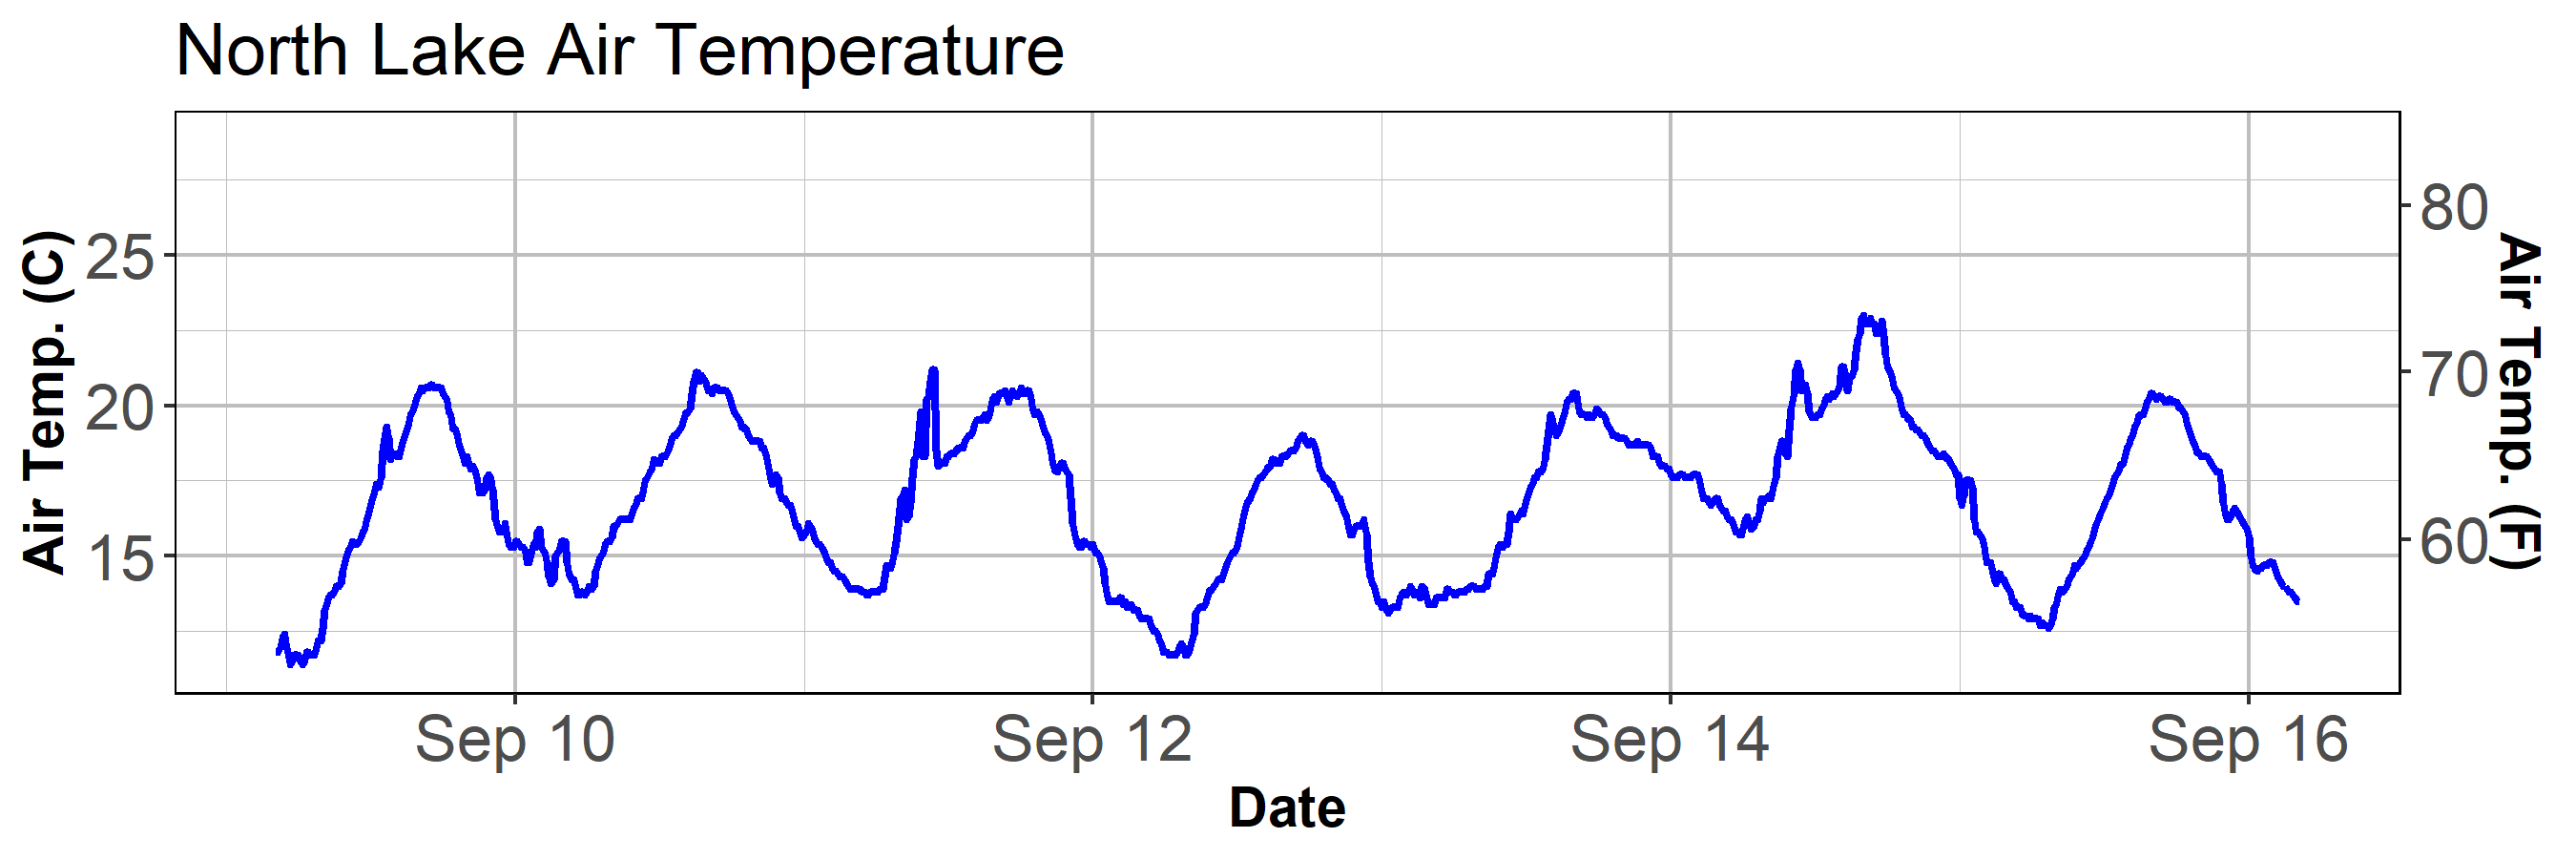 North Lake Air Temperature
Air Temp. (C)
25
20
15
80
70
60
Air Temp. (F)
Sep 10
Sep 12
Sep 14
Sep 16
Date